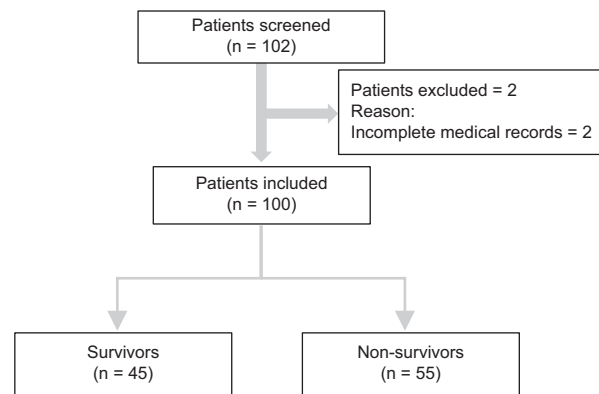 Patients screened
(n = 102)
Patients excluded = 2
Reason:
Incomplete medical records = 2
Patients included
(n = 100)
Survivors
(n = 45)
Non-survivors
(n = 55)